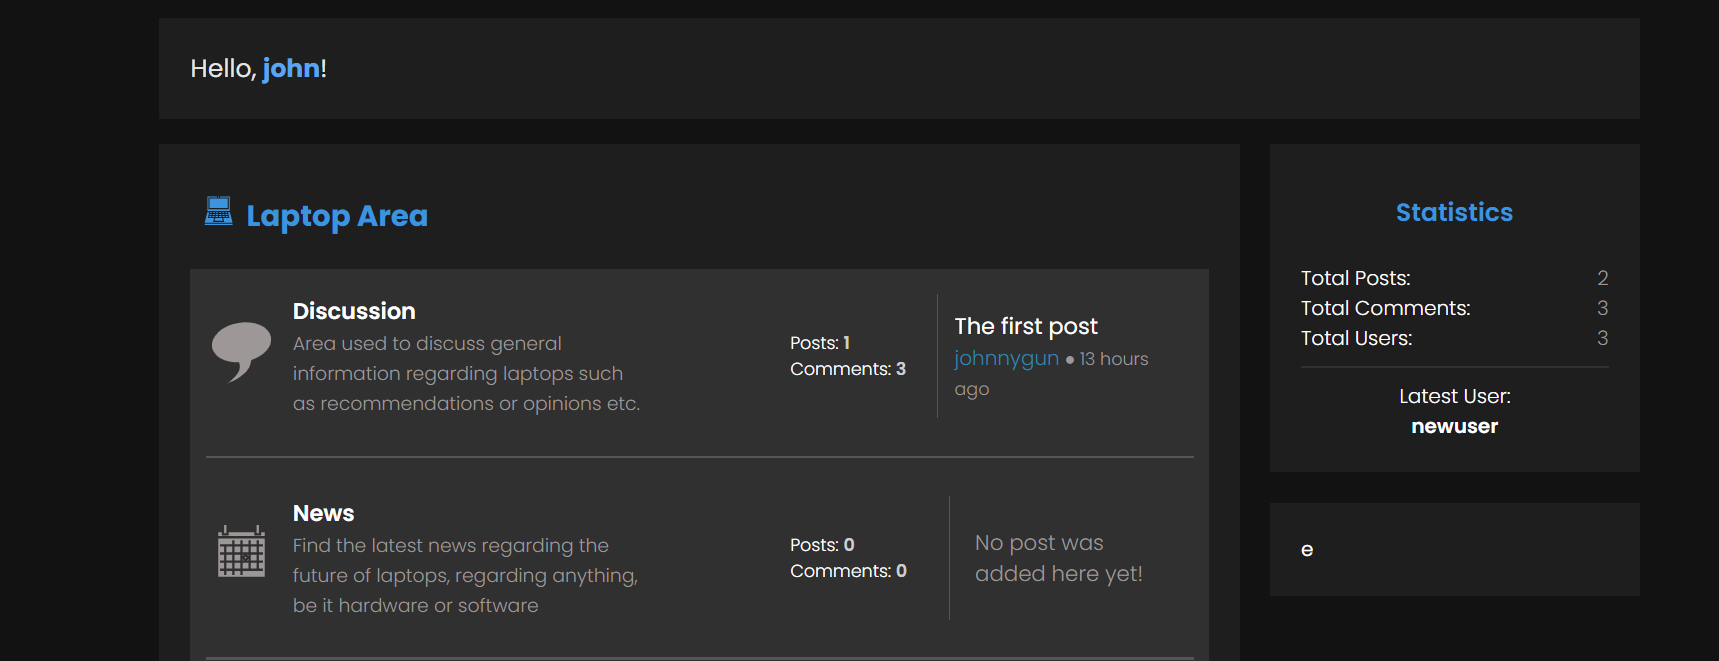 Hello, john!
Laptop Area
Discussion
Area used to discuss general
information regarding laptops such
as recommendations or opinions etc.
Posts: 1
Comments: 3
The first post
johnnygun ● 13 hours
ago
News
Find the latest news regarding the
future of laptops, regarding anything,
be it hardware or software
Posts: 0
Comments: 0
No post was
added here yet!
Statistics
Total Posts: 2
Total Comments: 3
Total Users: 3
Latest User:
newuser
e